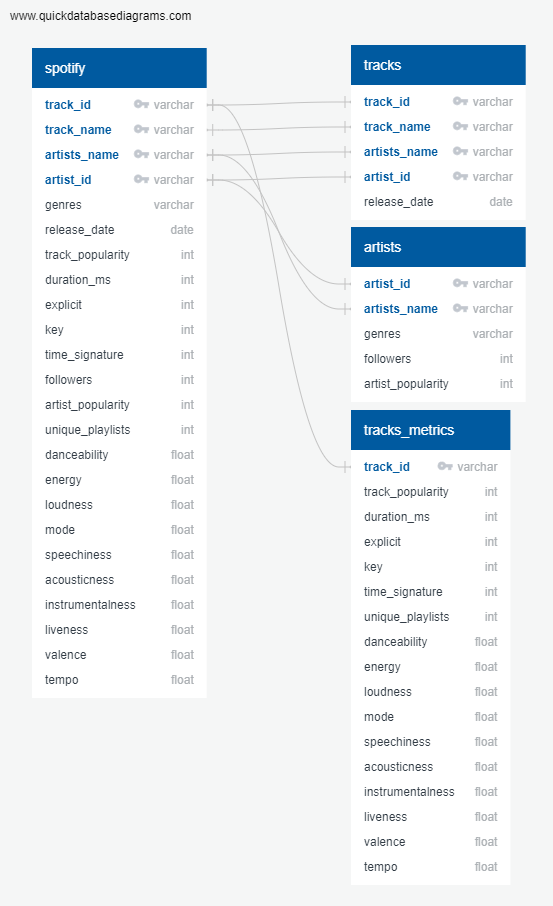 www.quickdatabasediagrams.com
spotify
track_id varchar
track_name varchar
artists_name varchar
artist_id varchar
genres varchar
release_date date
track_popularity int
duration_ms int
explicit int
key int
time_signature int
followers int
artist_popularity int
unique_playlists int
danceability float
energy float
loudness float
mode float
speechiness float
acousticness float
instrumentalness float
liveness float
valence float
tempo float
tracks
track_id varchar
track_name varchar
artists_name varchar
artist_id varchar
release_date date
artists
artist_id varchar
artists_name varchar
genres varchar
followers int
artist_popularity int
tracks_metrics
track_id varchar
track_popularity int
duration_ms int
explicit int
key int
time_signature int
unique_playlists int
danceability float
energy float
loudness float
mode float
speechiness float
acousticness float
instrumentalness float
liveness float
valence float
tempo float